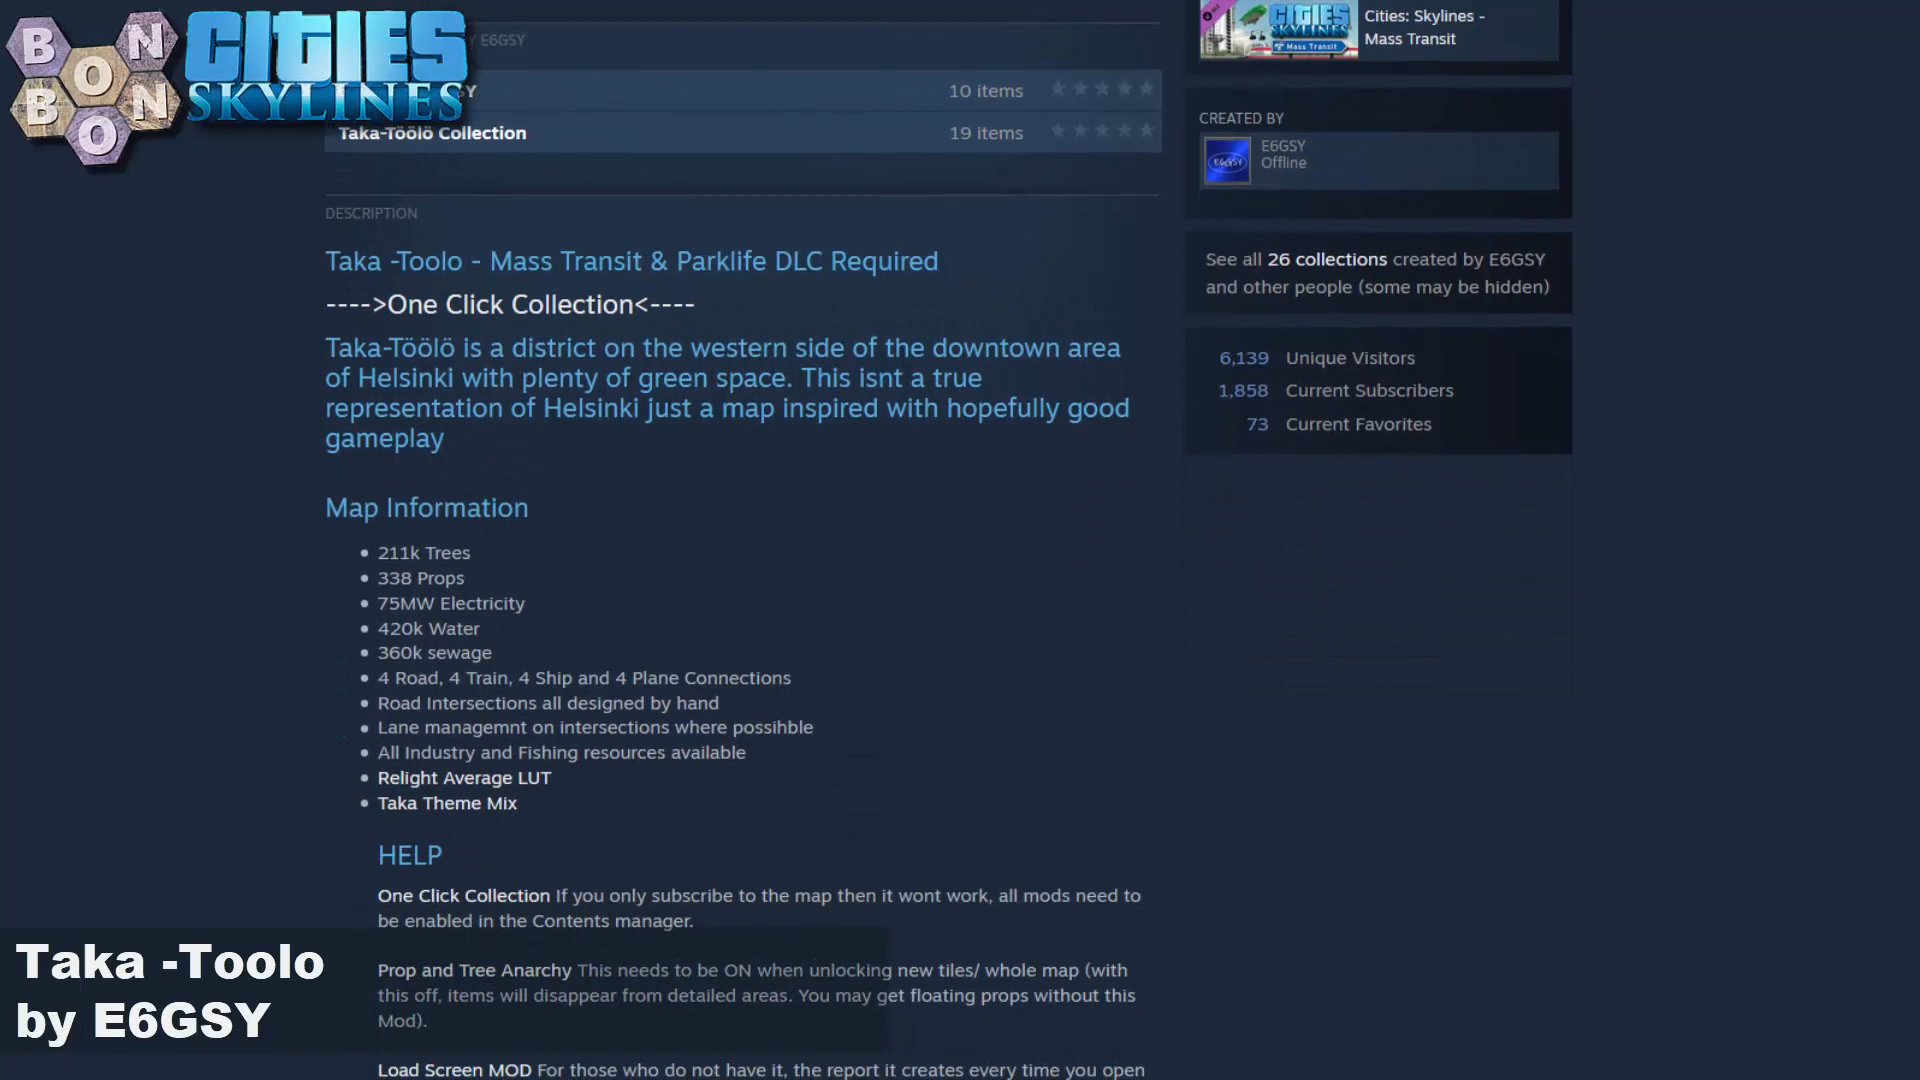 BON
BON
CITIES
SKYLINES
Y E6GSY
SY
10 items
Taka-Töölö Collection
19 items
DESCRIPTION
Taka -Toolo - Mass Transit & Parklife DLC Required
---->One Click Collection<----
Taka-Töölö is a district on the western side of the downtown area
of Helsinki with plenty of green space. This isnt a true
representation of Helsinki just a map inspired with hopefully good
gameplay
Map Information
• 211k Trees
• 338 Props
• 75MW Electricity
• 420k Water
• 360k sewage
• 4 Road, 4 Train, 4 Ship and 4 Plane Connections
• Road Intersections all designed by hand
• Lane managemnt on intersections where possihble
• All Industry and Fishing resources available
• Relight Average LUT
• Taka Theme Mix
HELP
One Click Collection If you only subscribe to the map then it wont work, all mods need to
be enabled in the Contents manager.
Prop and Tree Anarchy This needs to be ON when unlocking new tiles/ whole map (with
this off, items will disappear from detailed areas. You may get floating props without this
Mod).
Load Screen MOD For those who do not have it, the report it creates every time you open
CITIES
SKYLINES
Mass Transit
Cities: Skylines -
Mass Transit
CREATED BY
E6GSY
E6GSY
Offline
See all 26 collections created by E6GSY
and other people (some may be hidden)
6,139 Unique Visitors
1,858 Current Subscribers
73 Current Favorites
Taka -Toolo
by E6GSY